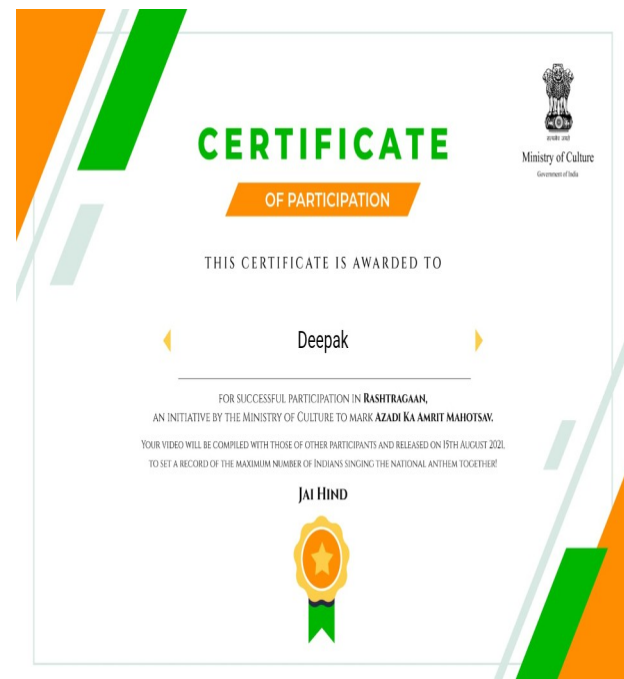 CERTIFICATE
OF PARTICIPATION
सत्यमेव जयते
Ministry of Culture
Government of India
THIS CERTIFICATE IS AWARDED TO
Deepak
FOR SUCCESSFUL PARTICIPATION IN RASHTRAGAAN,
AN INITIATIVE BY THE MINISTRY OF CULTURE TO MARK AZADI KA AMRIT MAHOTSAV.
YOUR VIDEO WILL BE COMPILED WITH THOSE OF OTHER PARTICIPANTS AND RELEASED ON 15TH AUGUST 2021,
TO SET A RECORD OF THE MAXIMUM NUMBER OF INDIANS SINGING THE NATIONAL ANTHEM TOGETHER!
JAI HIND